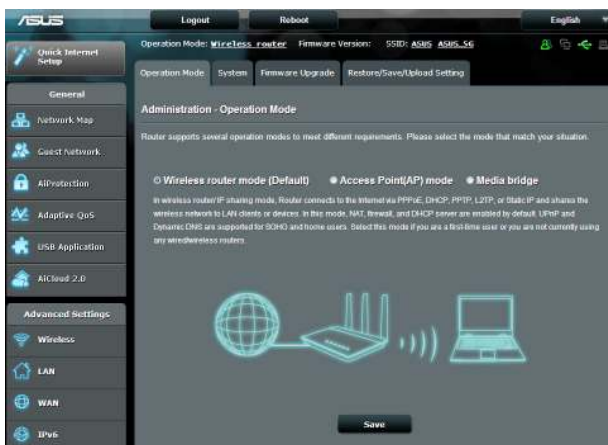 ASUS
Logout
Reboot
English
Quick Internet Setup
Operation Mode: Wireless router Firmware Version: SSID: ASUS ASUS_5G
Operation Mode
System
Firmware Upgrade
Restore/Save/Upload Setting
General
Network Map
Guest Network
AiProtection
Adaptive QoS
USB Application
AiCloud 2.0
Advanced Settings
Wireless
LAN
WAN
IPv6
Administration - Operation Mode
Router supports several operation modes to meet different requirements. Please select the mode that match your situation.
Wireless router mode (Default)
Access Point(AP) mode
Media bridge
In wireless router/ IP sharing mode, Router connects to the Internet via PPPoE, DHCP, PPTP, L2TP, or Static IP and shares the
wireless network to LAN clients or devices. In this mode, NAT, firewall, and DHCP server are enabled by default. UPnP and
Dynamic DNS are supported for SOHO and home users. Select this mode if you are a first-time user or you are not currently using
any wired/wireless routers.
Save